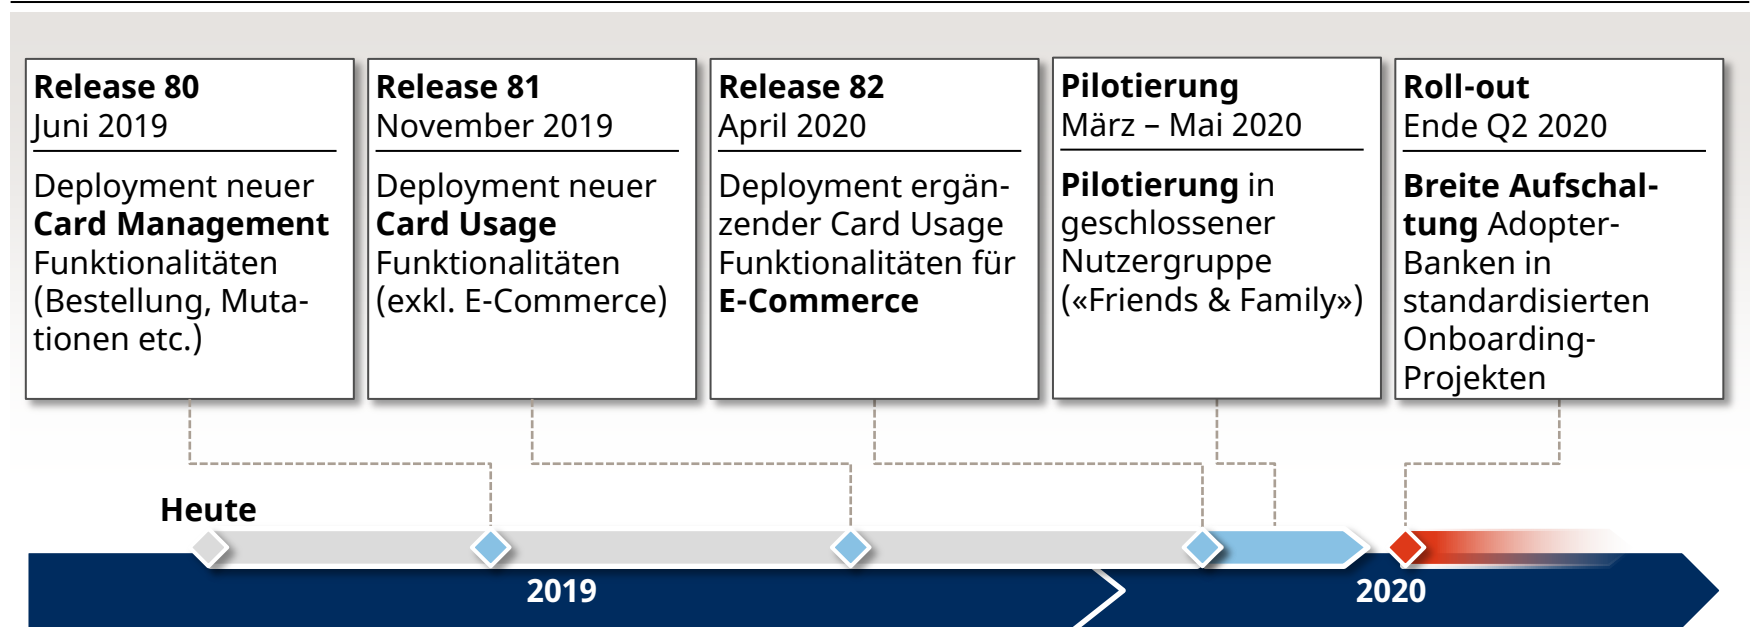 Release 80
Juni 2019
Deployment neuer
Card Management
Funktionalitäten
(Bestellung, Muta-
tionen etc.)
Release 81
November 2019
Deployment neuer
Card Usage
Funktionalitäten
(exkl. E-Commerce)
Release 82
April 2020
Deployment ergän-
zender Card Usage
Funktionalitäten für
E-Commerce
Pilotierung
März – Mai 2020
Pilotierung in
geschlossener
Nutzergruppe
(«Friends & Family»)
Roll-out
Ende Q2 2020
Breite Aufschal-
tung Adopter-
Banken in
standardisierten
Onboarding-
Projekten
Heute
2019
2020